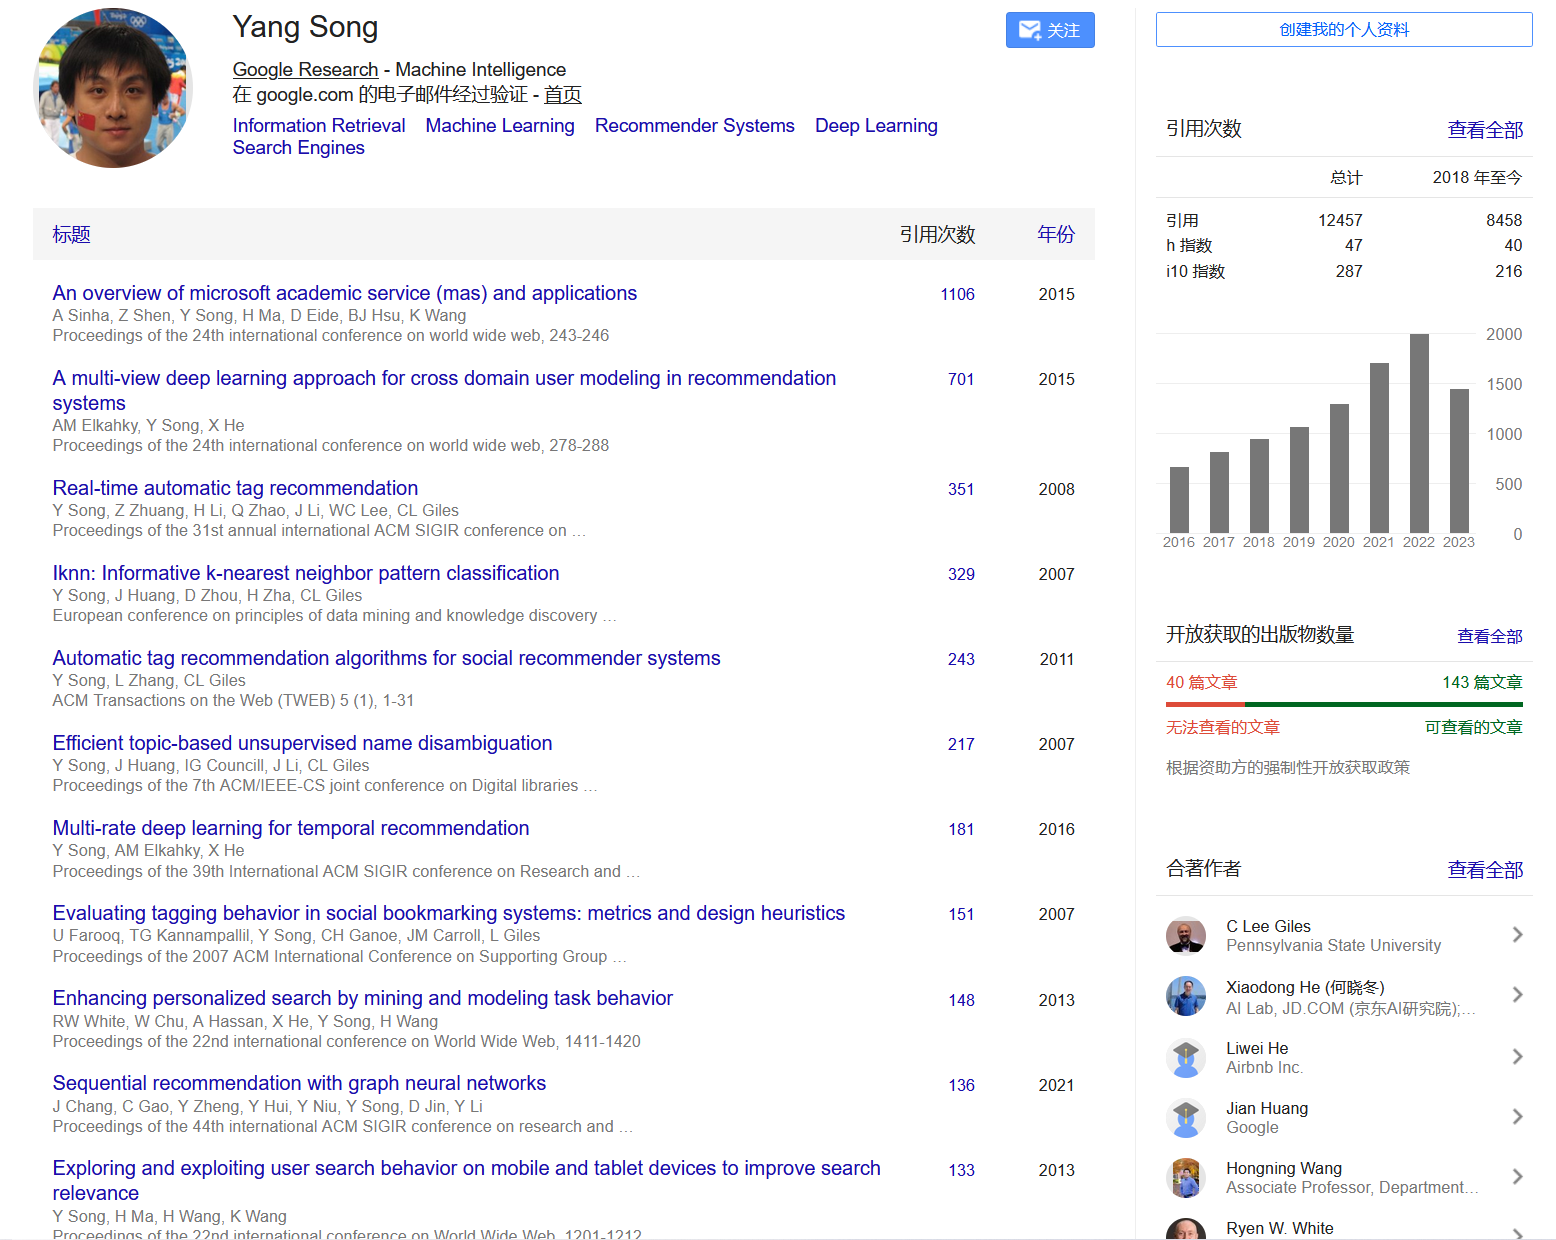 Yang Song
关注
Google Research - Machine Intelligence
在 google.com 的电子邮件经过验证 - 首页
Information Retrieval Machine Learning Recommender Systems Deep Learning
Search Engines
标题 引用次数 年份
An overview of microsoft academic service (mas) and applications 1106 2015
A Sinha, Z Shen, Y Song, H Ma, D Eide, BJ Hsu, K Wang
Proceedings of the 24th international conference on world wide web, 243-246
A multi-view deep learning approach for cross domain user modeling in recommendation 701 2015
systems
AM Elkahky, Y Song, X He
Proceedings of the 24th international conference on world wide web, 278-288
Real-time automatic tag recommendation 351 2008
Y Song, Z Zhuang, H Li, Q Zhao, J Li, WC Lee, CL Giles
Proceedings of the 31st annual international ACM SIGIR conference on …
Iknn: Informative k-nearest neighbor pattern classification 329 2007
Y Song, J Huang, D Zhou, H Zha, CL Giles
European conference on principles of data mining and knowledge discovery …
Automatic tag recommendation algorithms for social recommender systems 243 2011
Y Song, L Zhang, CL Giles
ACM Transactions on the Web (TWEB) 5 (1), 1-31
Efficient topic-based unsupervised name disambiguation 217 2007
Y Song, J Huang, IG Councill, J Li, CL Giles
Proceedings of the 7th ACM/IEEE-CS joint conference on Digital libraries …
Multi-rate deep learning for temporal recommendation 181 2016
Y Song, AM Elkahky, X He
Proceedings of the 39th International ACM SIGIR conference on Research and …
Evaluating tagging behavior in social bookmarking systems: metrics and design heuristics 151 2007
U Farooq, TG Kannampallil, Y Song, CH Ganoe, JM Carroll, L Giles
Proceedings of the 2007 ACM International Conference on Supporting Group …
Enhancing personalized search by mining and modeling task behavior 148 2013
RW White, W Chu, A Hassan, X He, Y Song, H Wang
Proceedings of the 22nd international conference on World Wide Web, 1411-1420
Sequential recommendation with graph neural networks 136 2021
J Chang, C Gao, Y Zheng, Y Hui, Y Niu, Y Song, D Jin, Y Li
Proceedings of the 44th international ACM SIGIR conference on research and …
Exploring and exploiting user search behavior on mobile and tablet devices to improve search 133 2013
relevance
Y Song, H Ma, H Wang, K Wang
Proceedings of the 22nd international conference on World Wide Web, 1201-1212
创建我的个人资料
引用次数 查看全部
总计 2018 年至今
引用 12457 8458
h 指数 47 40
i10 指数 287 216
2000
1500
1000
500
0
2016 2017 2018 2019 2020 2021 2022 2023
开放获取的出版物数量 查看全部
40 篇文章 143 篇文章
无法查看的文章 可查看的文章
根据资助方的强制性开放获取政策
合著作者 查看全部
C Lee Giles
Pennsylvania State University
Xiaodong He (何晓冬)
AI Lab, JD.COM (京东AI研究院);…
Liwei He
Airbnb Inc.
Jian Huang
Google
Hongning Wang
Associate Professor, Department…
Ryen W. White